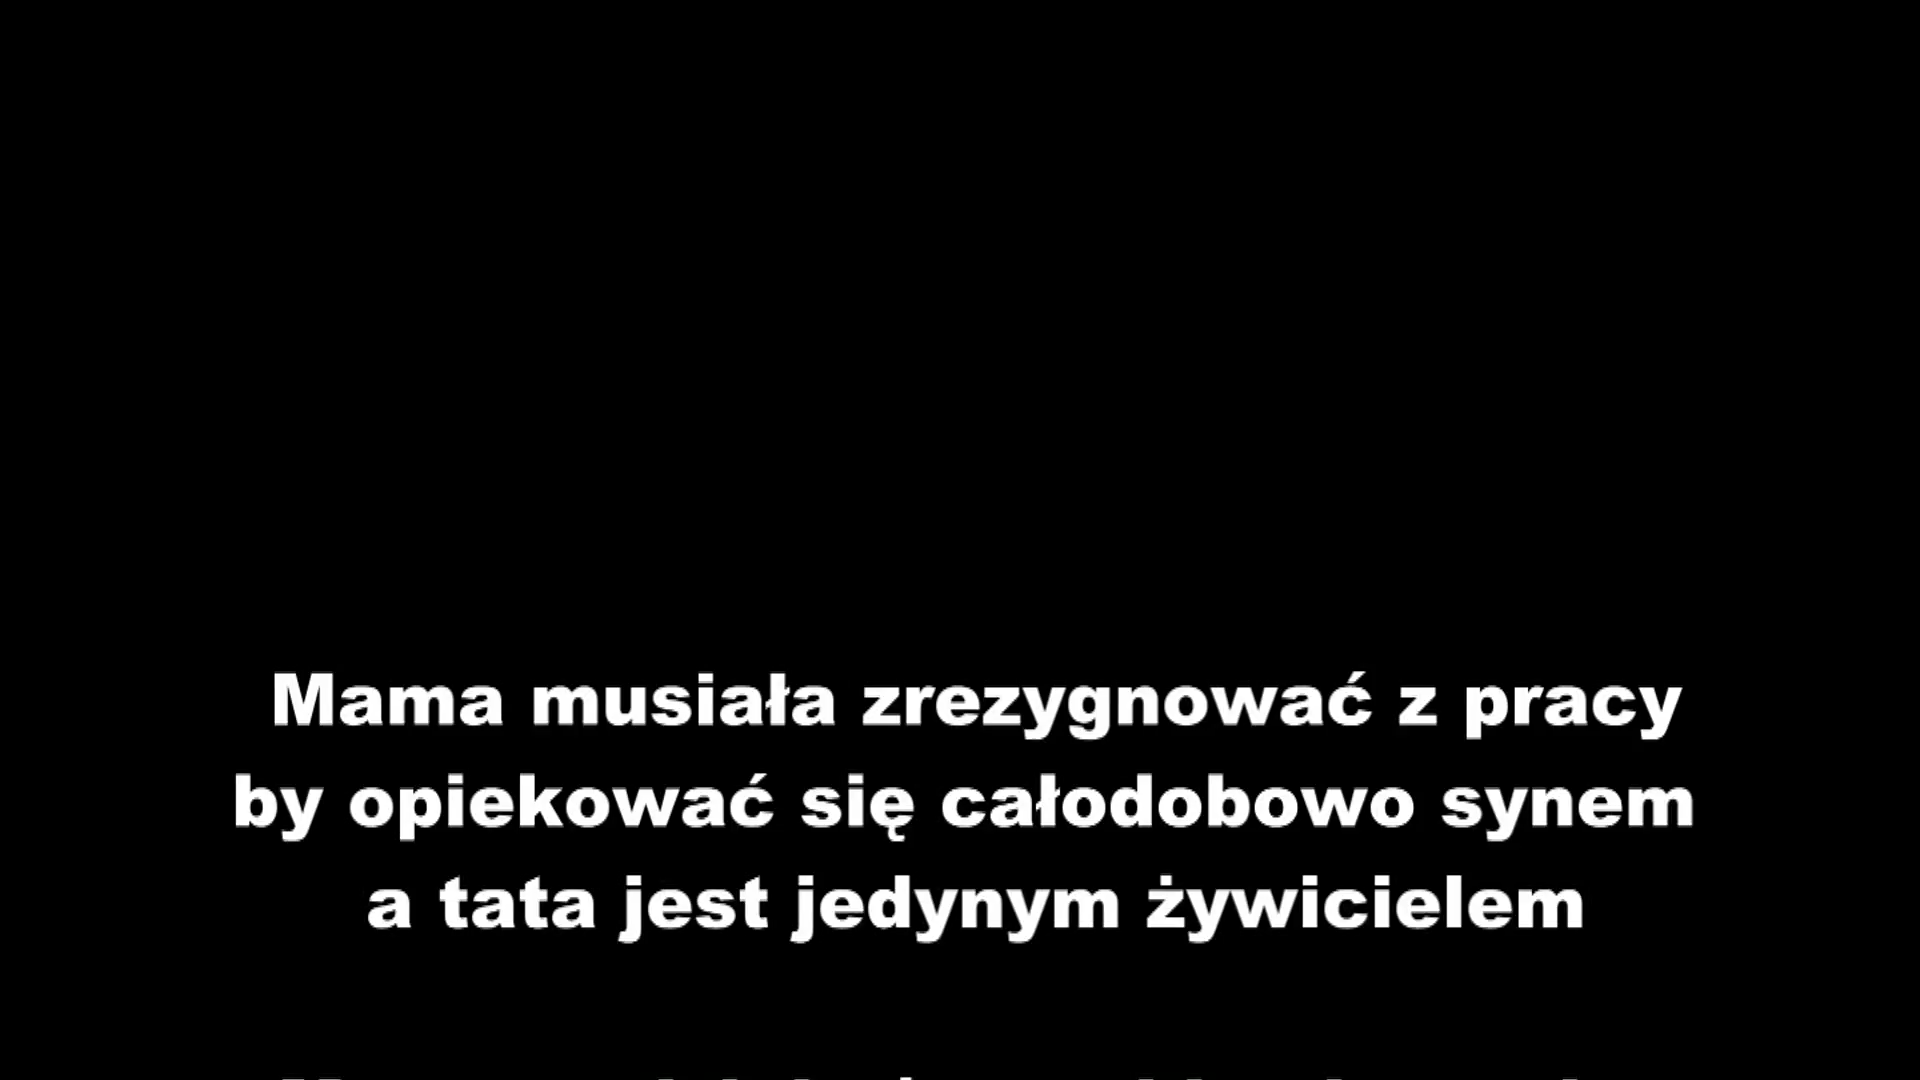 Mama musiała zrezygnować z pracy
by opiekować się całodobowo synem
a tata jest jedynym żywicielem